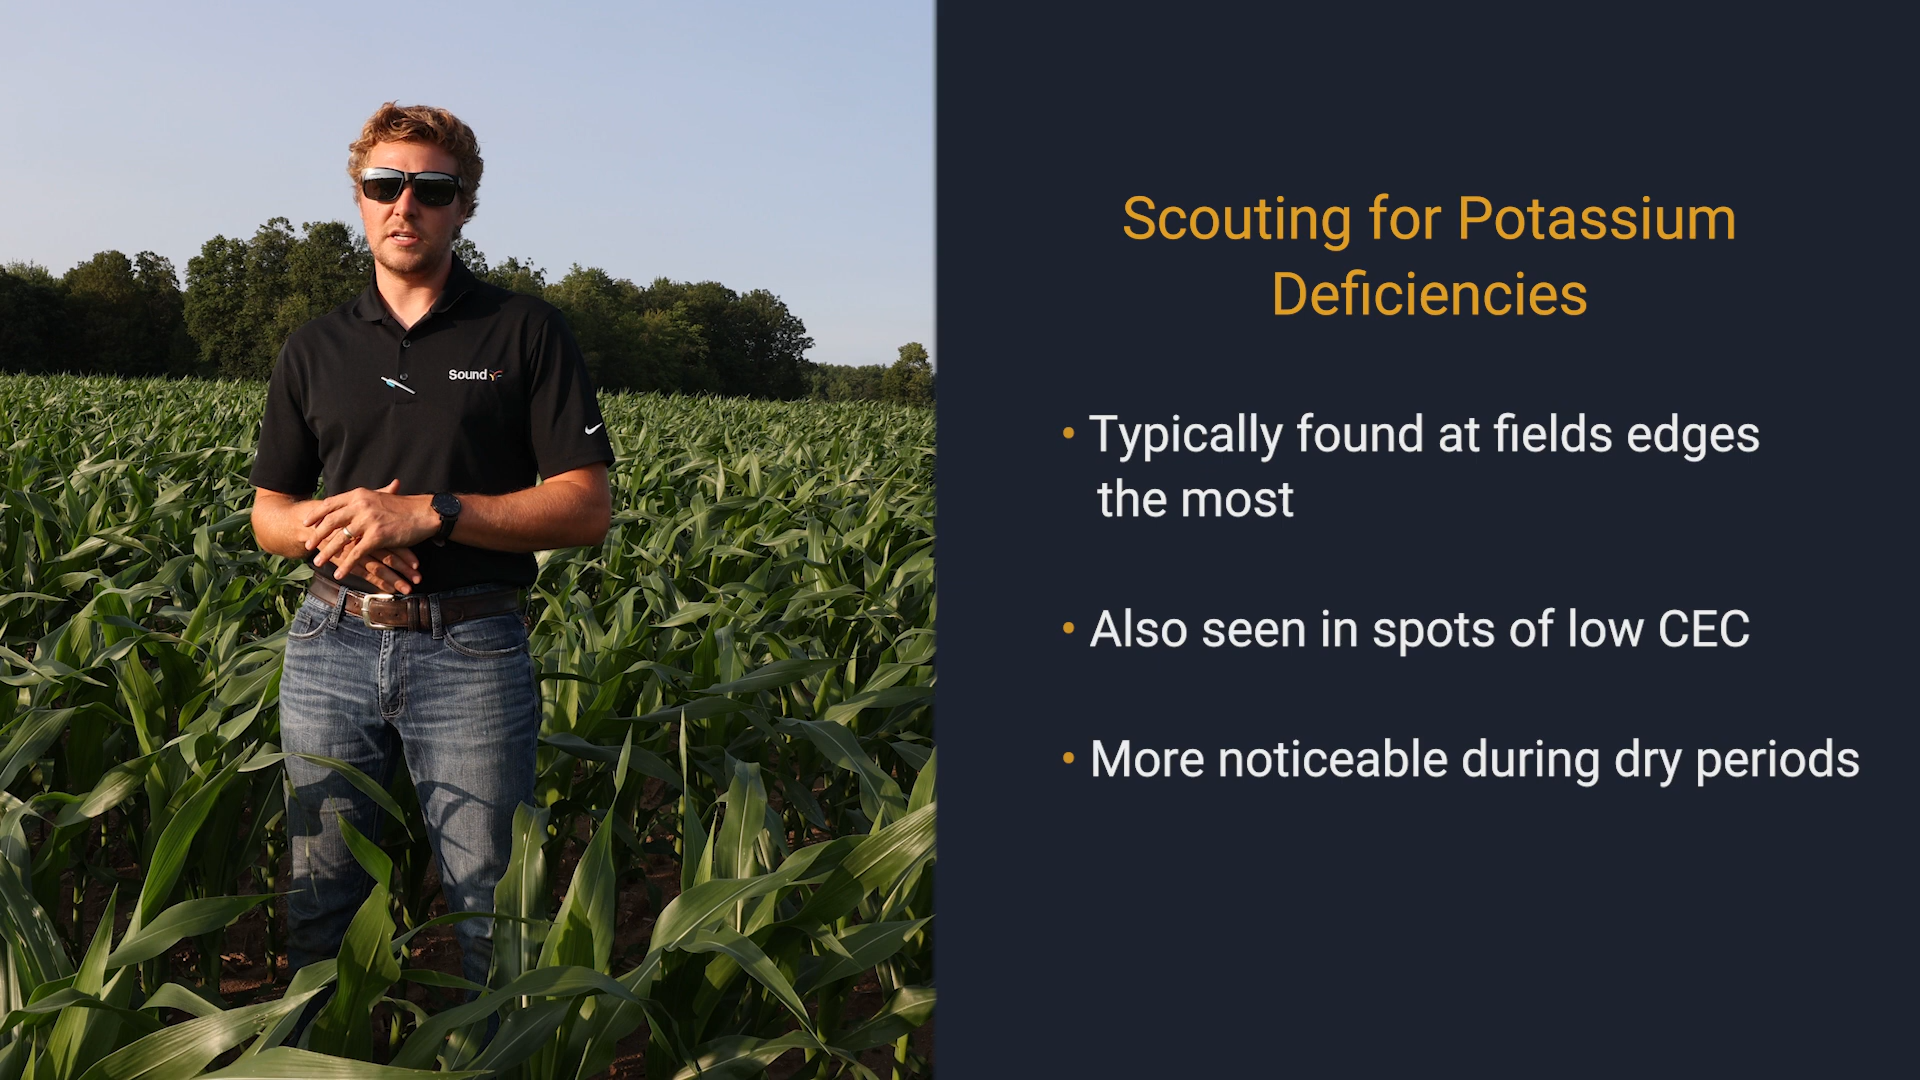 Sound
Scouting for Potassium
Deficiencies
• Typically found at fields edges
the most
• Also seen in spots of low CEC
• More noticeable during dry periods